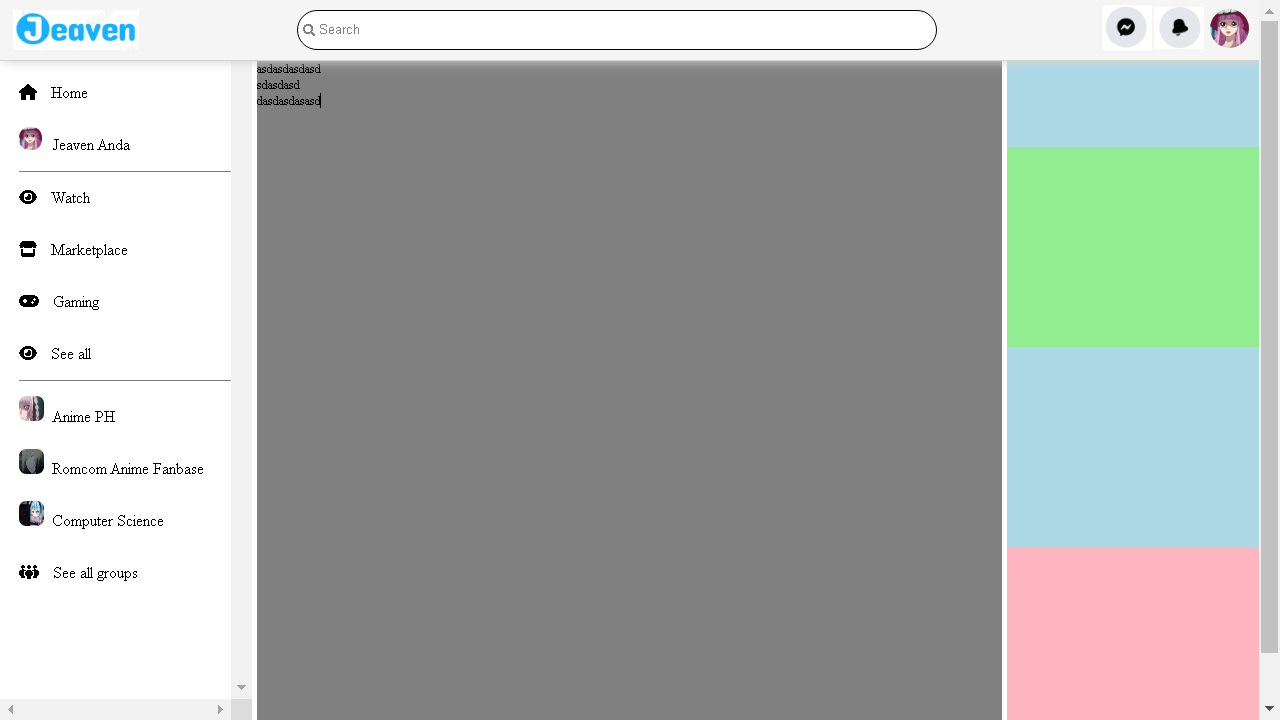 Jeaven
Search
Home
Jeaven Anda
Watch
Marketplace
Gaming
See all
Anime PH
Romcom Anime Fanbase
Computer Science
See all groups
asdasdasdasd
sdasdasd
dasdasdasasd